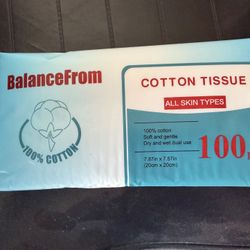 BalanceFrom
100% COTTON
COTTON TISSUE
ALL SKIN TYPES
100% cotton
Soft and gentle
Dry and wet dual use
7.87in x 7.87in
(20cm x 20cm)
100